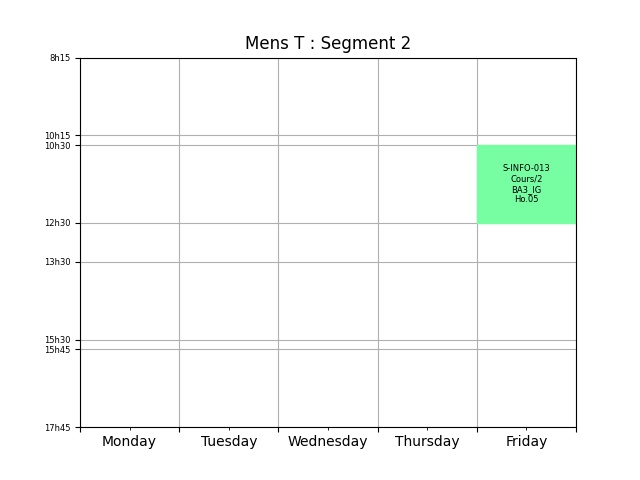 Mens T : Segment 2
8h15
10h15
10h30
S-INFO-013
Cours/2
BA3_IG
Ho.05
12h30
13h30
15h30
15h45
17h45
Monday Tuesday Wednesday Thursday Friday